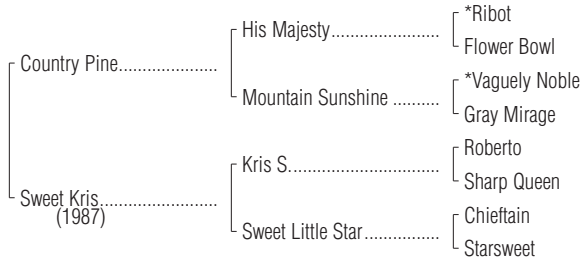 *Ribot
His Majesty....................
Flower Bowl
Country Pine....................
*Vaguely Noble
Mountain Sunshine ..........
Gray Mirage
Roberto
Kris S..............................
Sharp Queen
Sweet Kris........................
(1987)
Chieftain
Sweet Little Star................
Starsweet